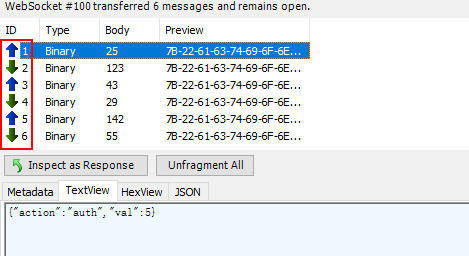 WebSocket #100 transferred 6 messages and remains open.
ID Type Body Preview
1 Binary 25 7B-22-61-63-74-69-6F-6E...
2 Binary 123 7B-22-61-63-74-69-6F-6E...
3 Binary 43 7B-22-61-63-74-69-6F-6E...
4 Binary 29 7B-22-61-63-74-69-6F-6E...
5 Binary 142 7B-22-61-63-74-69-6F-6E...
6 Binary 55 7B-22-61-63-74-69-6F-6E...
Inspect as Response Unfragment All
Metadata TextView HexView JSON
{"action":"auth","val":5}